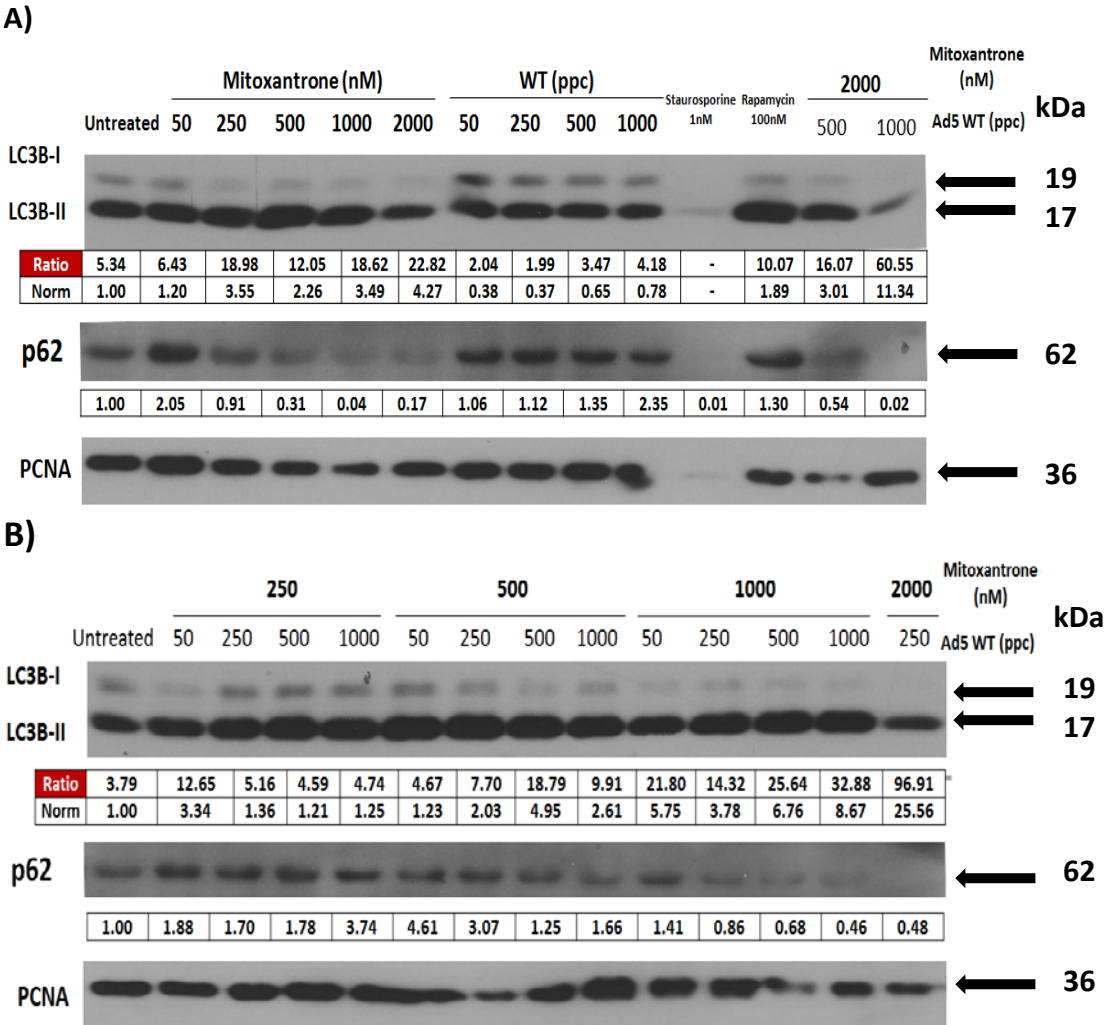 A)
Mitoxantrone (nM) WT (ppc) 2000 Mitoxantrone (nM)
Untreated 50 250 500 1000 2000 50 250 500 1000 Staurosporine 1nM Rapamycin 100nM 500 1000 Ad5 WT (ppc) kDa
LC3B-I 19
LC3B-II 17
Ratio 5.34 6.43 18.98 12.05 18.62 22.82 2.04 1.99 3.47 4.18 - 10.07 16.07 60.55
Norm 1.00 1.20 3.55 2.26 3.49 4.27 0.38 0.37 0.65 0.78 - 1.89 3.01 11.34
p62 62
1.00 2.05 0.91 0.31 0.04 0.17 1.06 1.12 1.35 2.35 0.01 1.30 0.54 0.02
PCNA 36
B)
250 500 1000 2000 Mitoxantrone (nM)
kDa
Untreated 50 250 500 1000 50 250 500 1000 50 250 500 1000 250 Ad5 WT (ppc)
LC3B-I 19
LC3B-II 17
Ratio 3.79 12.65 5.16 4.59 4.74 4.67 7.70 18.79 9.91 21.80 14.32 25.64 32.88 96.91
Norm 1.00 3.34 1.36 1.21 1.25 1.23 2.03 4.95 2.61 5.75 3.78 6.76 8.67 25.56
p62 62
1.00 1.88 1.70 1.78 3.74 4.61 3.07 1.25 1.66 1.41 0.86 0.68 0.46 0.48
PCNA 36